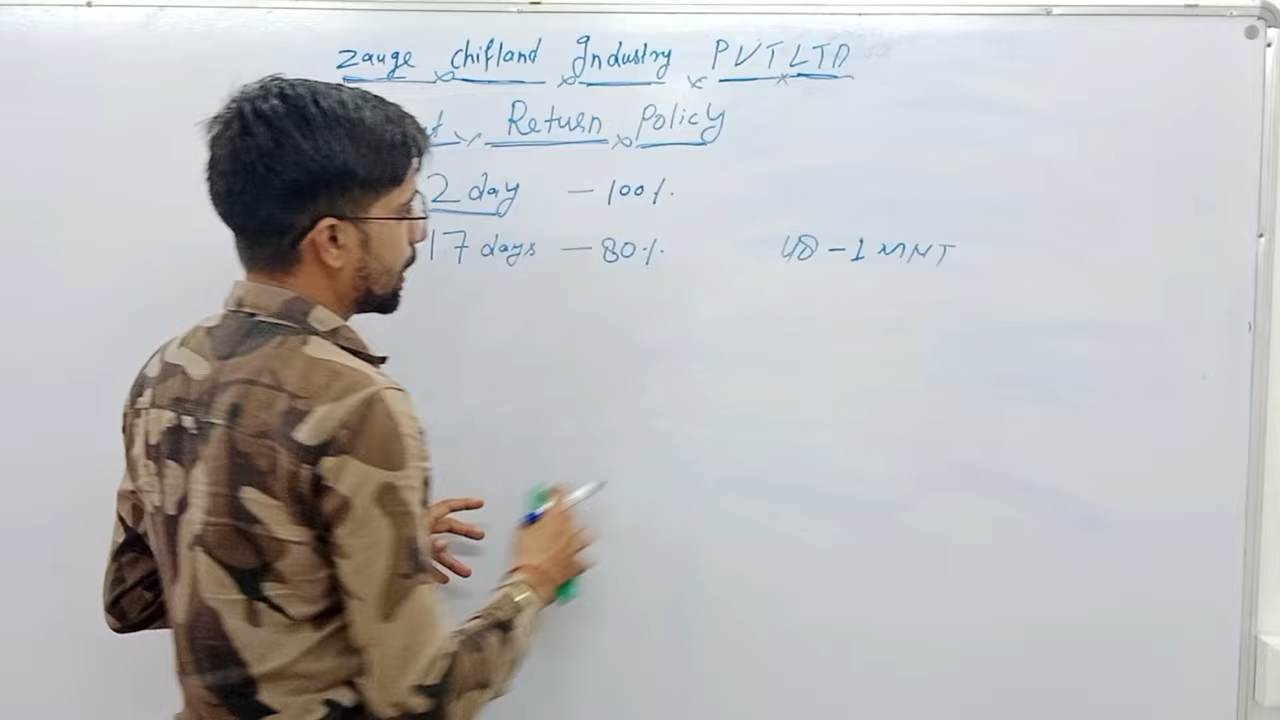 Zauge Chifland Industry PVT LTD
Return Policy
2 day — 100%.
17 days — 80%. 48 - 1 MNT